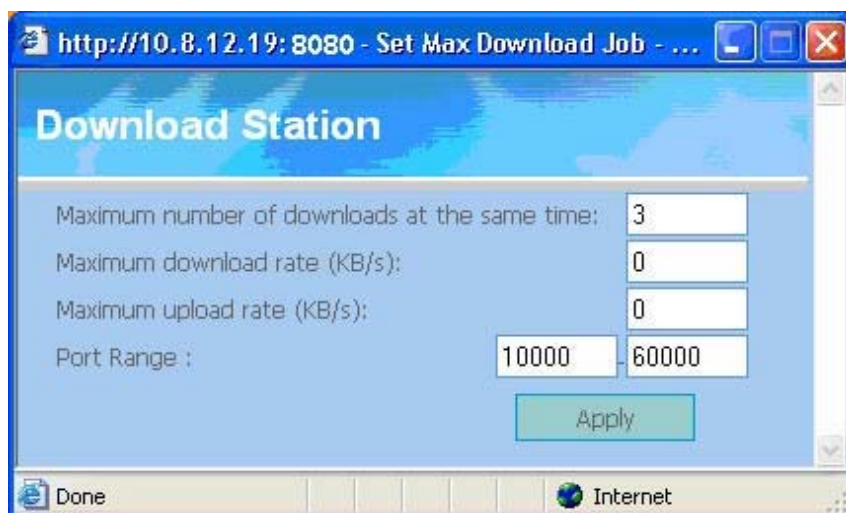 http://10.8.12.19:8080 - Set Max Download Job - ...
Download Station
Maximum number of downloads at the same time: 3
Maximum download rate (KB/s): 0
Maximum upload rate (KB/s): 0
Port Range : 10000 - 60000
Apply
Done Internet